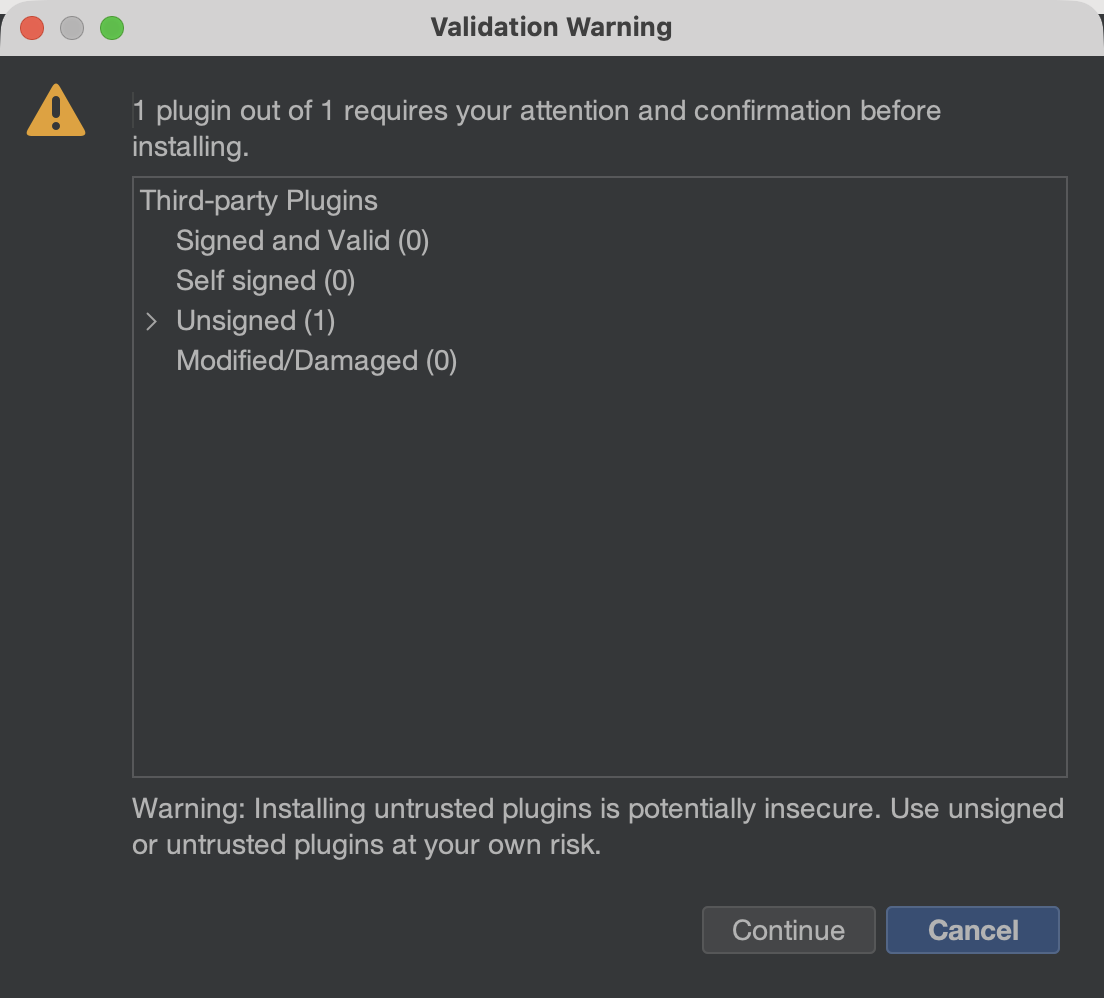 Validation Warning
1 plugin out of 1 requires your attention and confirmation before
installing.
Third-party Plugins
Signed and Valid (0)
Self signed (0)
Unsigned (1)
Modified/Damaged (0)
Warning: Installing untrusted plugins is potentially insecure. Use unsigned
or untrusted plugins at your own risk.
Continue
Cancel